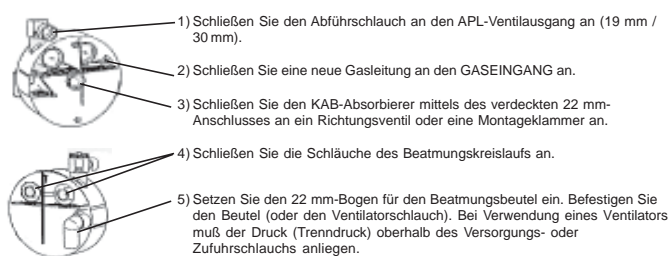 1) Schließen Sie den Abführschlauch an den APL-Ventilausgang an (19 mm /
30 mm).
2) Schließen Sie eine neue Gasleitung an den GASEINGANG an.
3) Schließen Sie den KAB-Absorbierer mittels des verdeckten 22 mm-
Anschlusses an ein Richtungsventil oder eine Montageklammer an.
4) Schließen Sie die Schläuche des Beatmungskreislaufs an.
5) Setzen Sie den 22 mm-Bogen für den Beatmungsbeutel ein. Befestigen Sie
den Beutel (oder den Ventilatorschlauch). Bei Verwendung eines Ventilators
muß der Druck (Trenndruck) oberhalb des Versorgungs- oder
Zufuhrschlauchs anliegen.